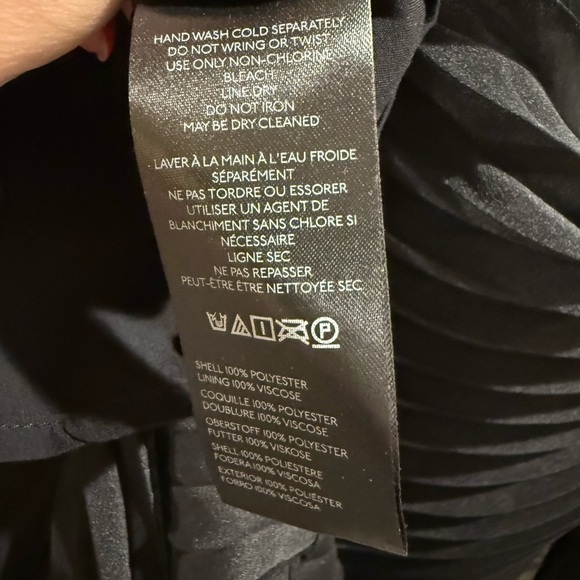 HAND WASH COLD SEPARATELY
DO NOT WRING OR TWIST
USE ONLY NON-CHLORINE
BLEACH
LINE DRY
DO NOT IRON
MAY BE DRY CLEANED
LAVER À LA MAIN À L'EAU FROIDE
SÉPARÉMENT
NE PAS TORDRE OU ESSORER
UTILISER UN AGENT DE
BLANCHIMENT SANS CHLORE SI
NÉCESSAIRE
LIGNE SEC
NE PAS REPASSER
PEUT-ÊTRE ÊTRE NETTOYÉE SEC
P
SHELL 100% POLYESTER
LINING 100% VISCOSE
COQUILLE 100% POLYESTER
DOUBLURE 100% VISCOSE
OBERSTOFF 100% POLYESTER
FUTTER 100% VISKOSE
SHELL 100% POLIESTERE
FODERA 100% VISCOSA
EXTERIOR 100% POLIÉSTER
FORRO 100% VISCOSA